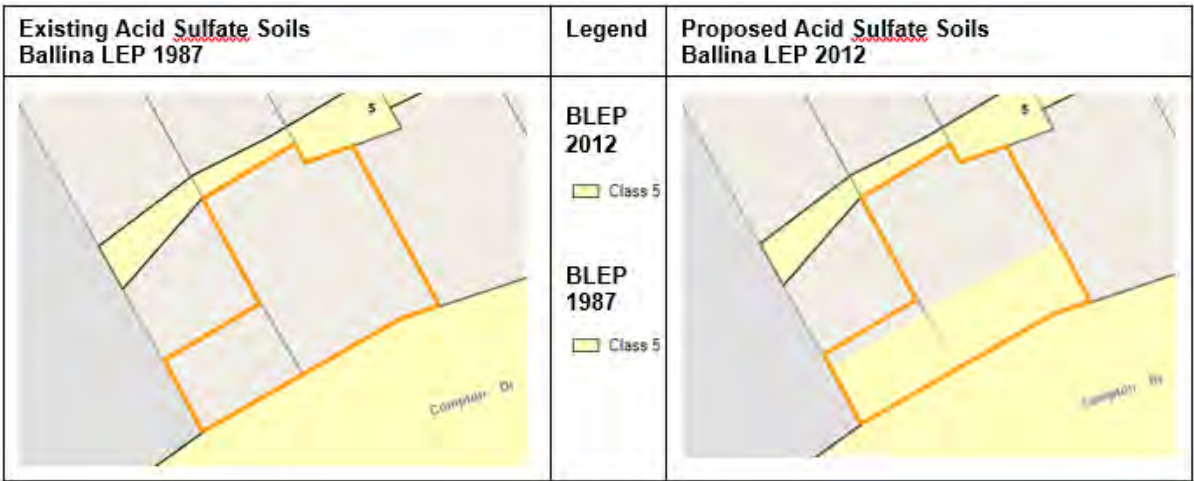 Existing Acid Sulfate Soils
Ballina LEP 1987
Legend
Proposed Acid Sulfate Soils
Ballina LEP 2012
5
Compton Dr
BLEP
2012
Class 5
BLEP
1987
Class 5
5
Compton